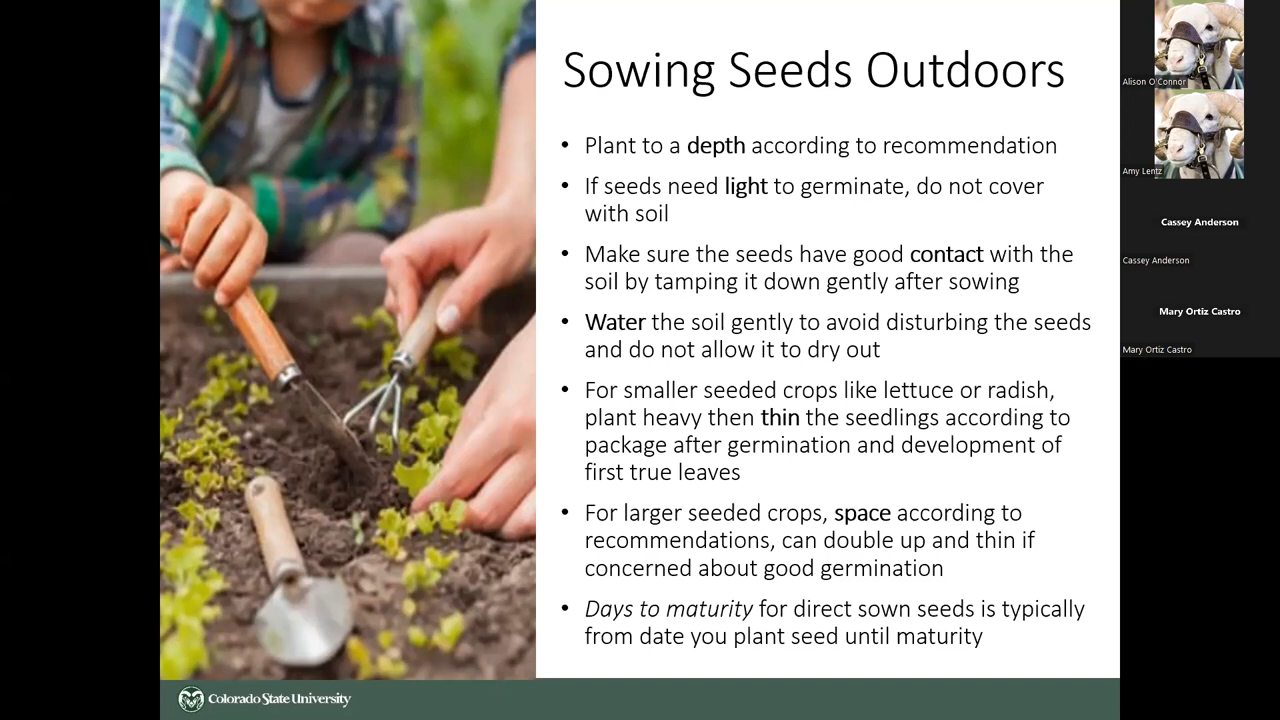 Sowing Seeds Outdoors
• Plant to a depth according to recommendation
• If seeds need light to germinate, do not cover
with soil
• Make sure the seeds have good contact with the
soil by tamping it down gently after sowing
• Water the soil gently to avoid disturbing the seeds
and do not allow it to dry out
• For smaller seeded crops like lettuce or radish,
plant heavy then thin the seedlings according to
package after germination and development of
first true leaves
• For larger seeded crops, space according to
recommendations, can double up and thin if
concerned about good germination
• Days to maturity for direct sown seeds is typically
from date you plant seed until maturity
Colorado State University
Alison O'Connor
Amy Lentz
Cassey Anderson
Cassey Anderson
Mary Ortiz Castro
Mary Ortiz Castro